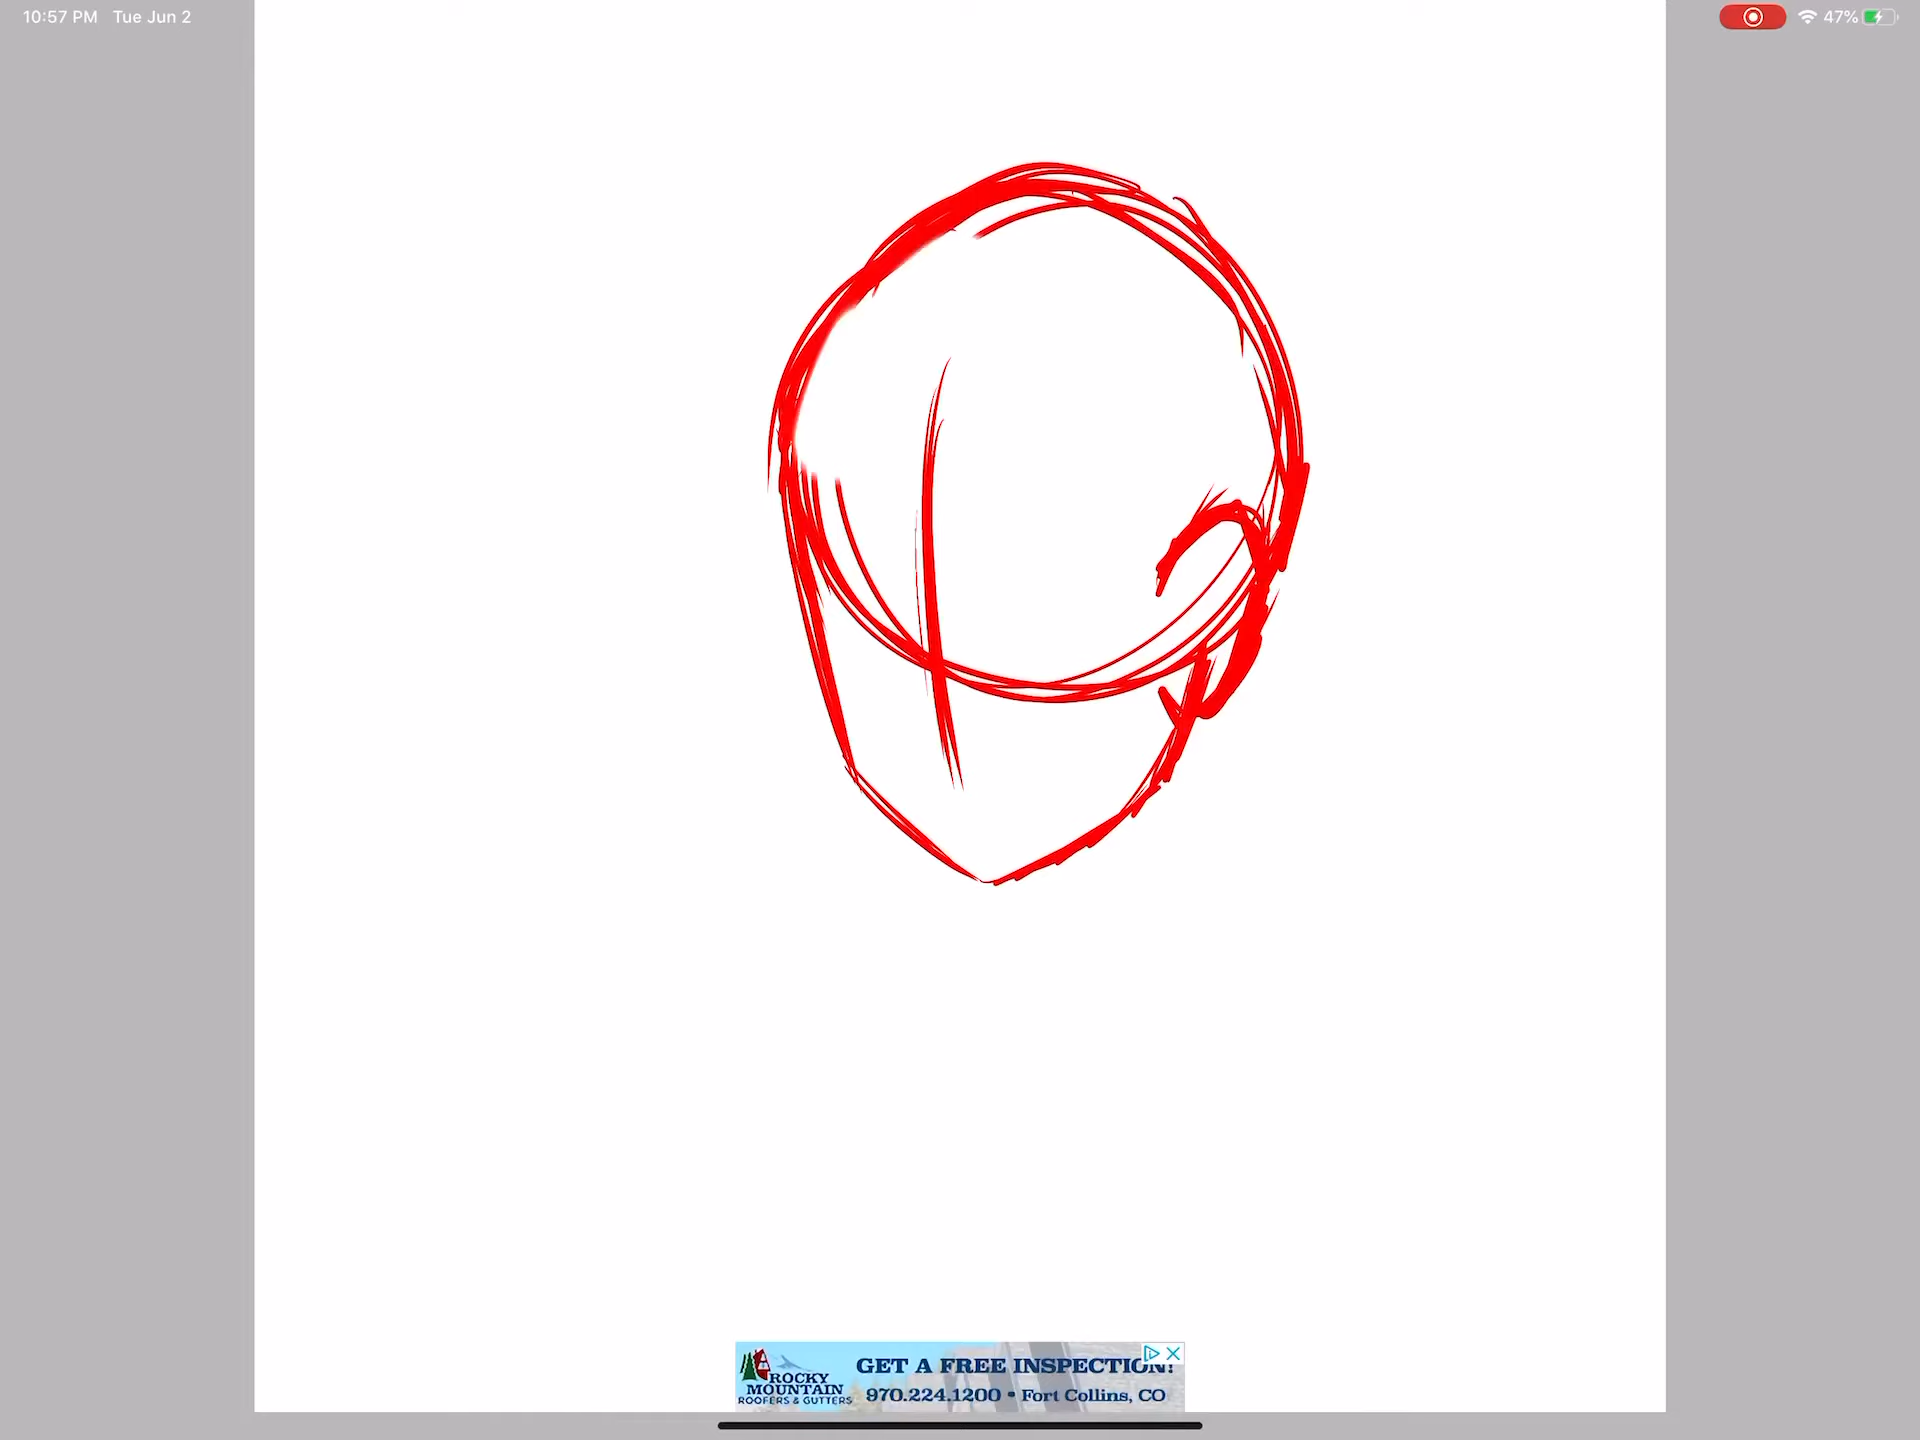 10:57 PM Tue Jun 2
47%
GET A FREE INSPECTION!
ROCKY
MOUNTAIN
ROOFERS & GUTTERS
970.224.1200 • Fort Collins, CO